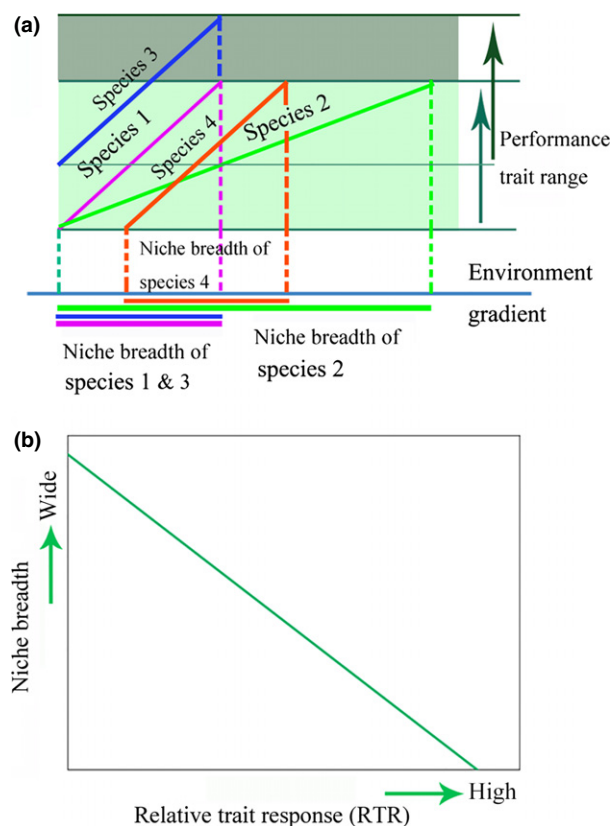 (a)
Species 3
Species 1
Species 4
Species 2
Performance
trait range
Niche breadth of
species 4
Environment
gradient
Niche breadth of
species 1 & 3
Niche breadth of
species 2
(b)
Niche breadth
Wide
High
Relative trait response (RTR)